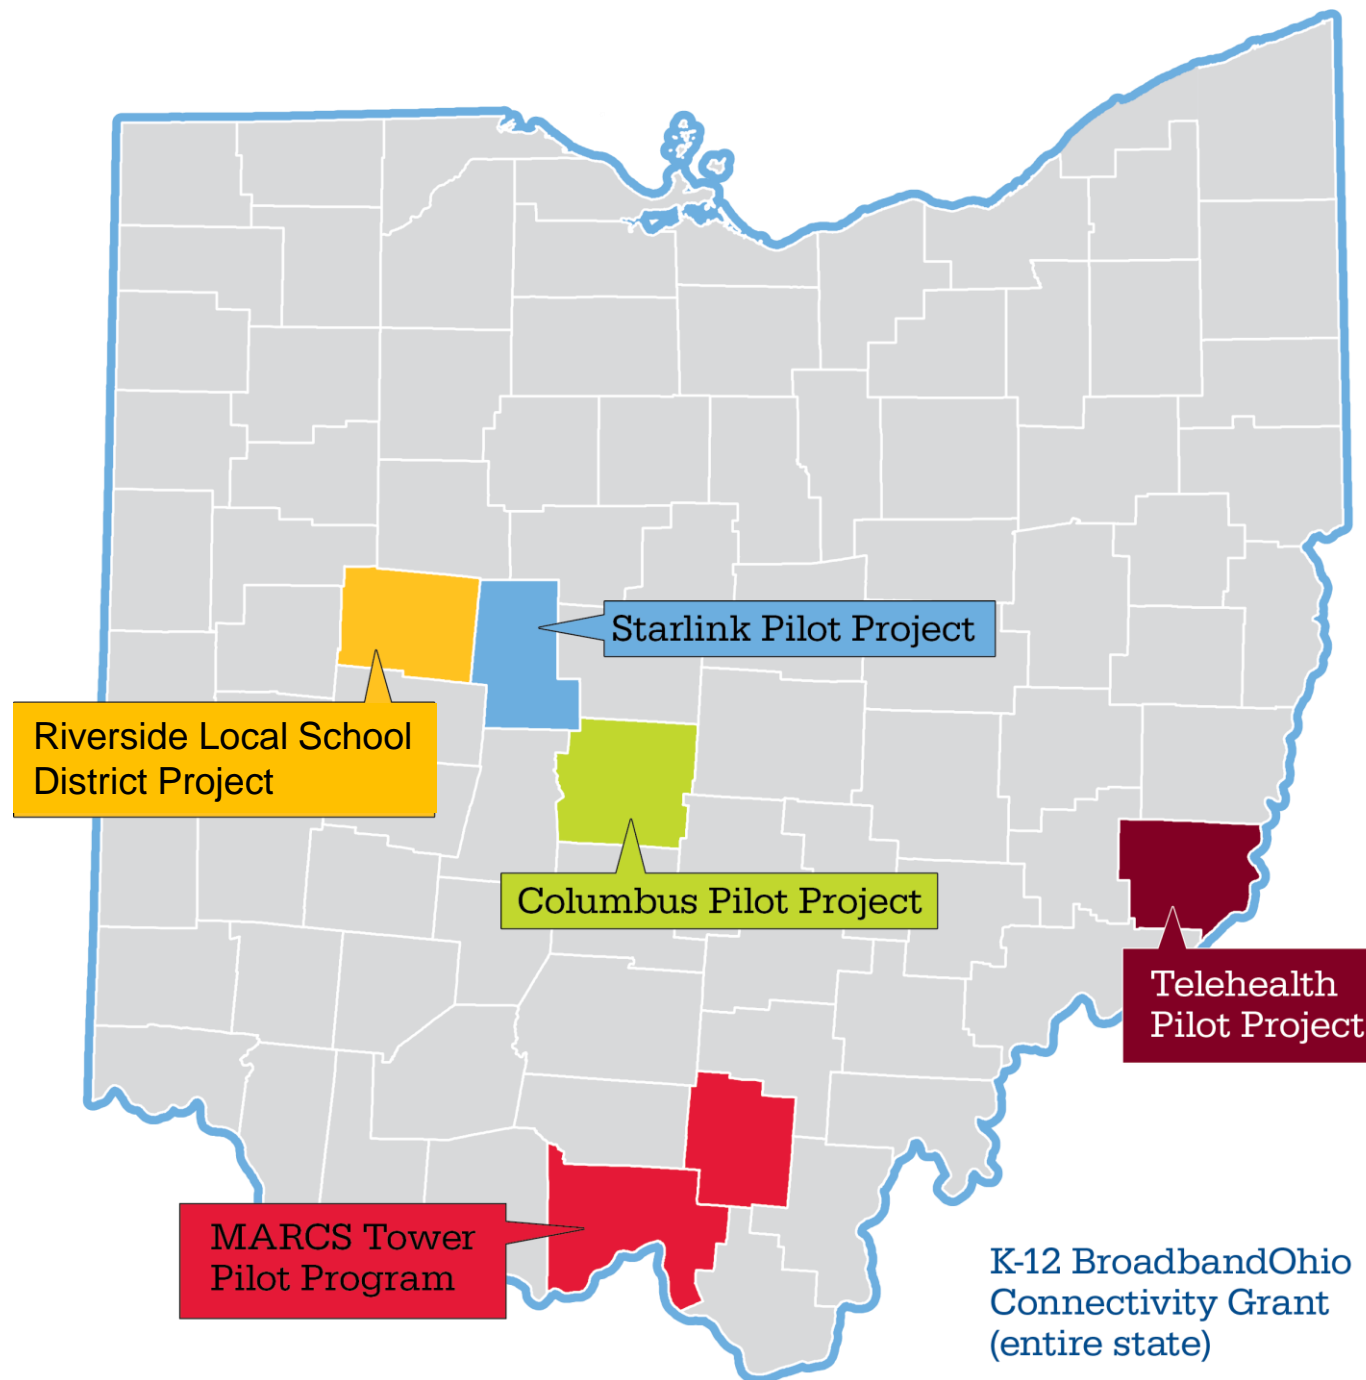 Starlink Pilot Project
Riverside Local School
District Project
Columbus Pilot Project
Telehealth
Pilot Project
MARCS Tower
Pilot Program
K-12 BroadbandOhio
Connectivity Grant
(entire state)